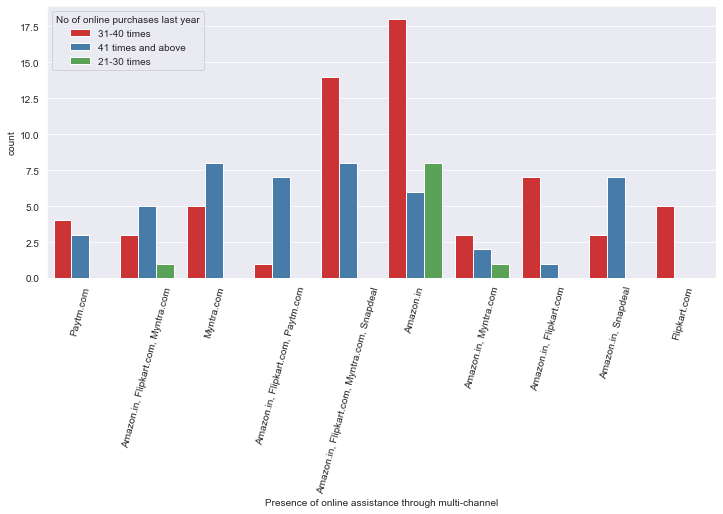 No of online purchases last year
31-40 times
41 times and above
21-30 times
17.5
15.0
12.5
10.0
7.5
5.0
2.5
0.0
count
Paytm.com
Amazon.in, Flipkart.com, Myntra.com
Myntra.com
Amazon.in, Flipkart.com, Paytm.com
Amazon.in, Flipkart.com, Myntra.com, Snapdeal
Amazon.in
Amazon.in, Myntra.com
Amazon.in, Flipkart.com
Amazon.in, Snapdeal
Flipkart.com
Presence of online assistance through multi-channel